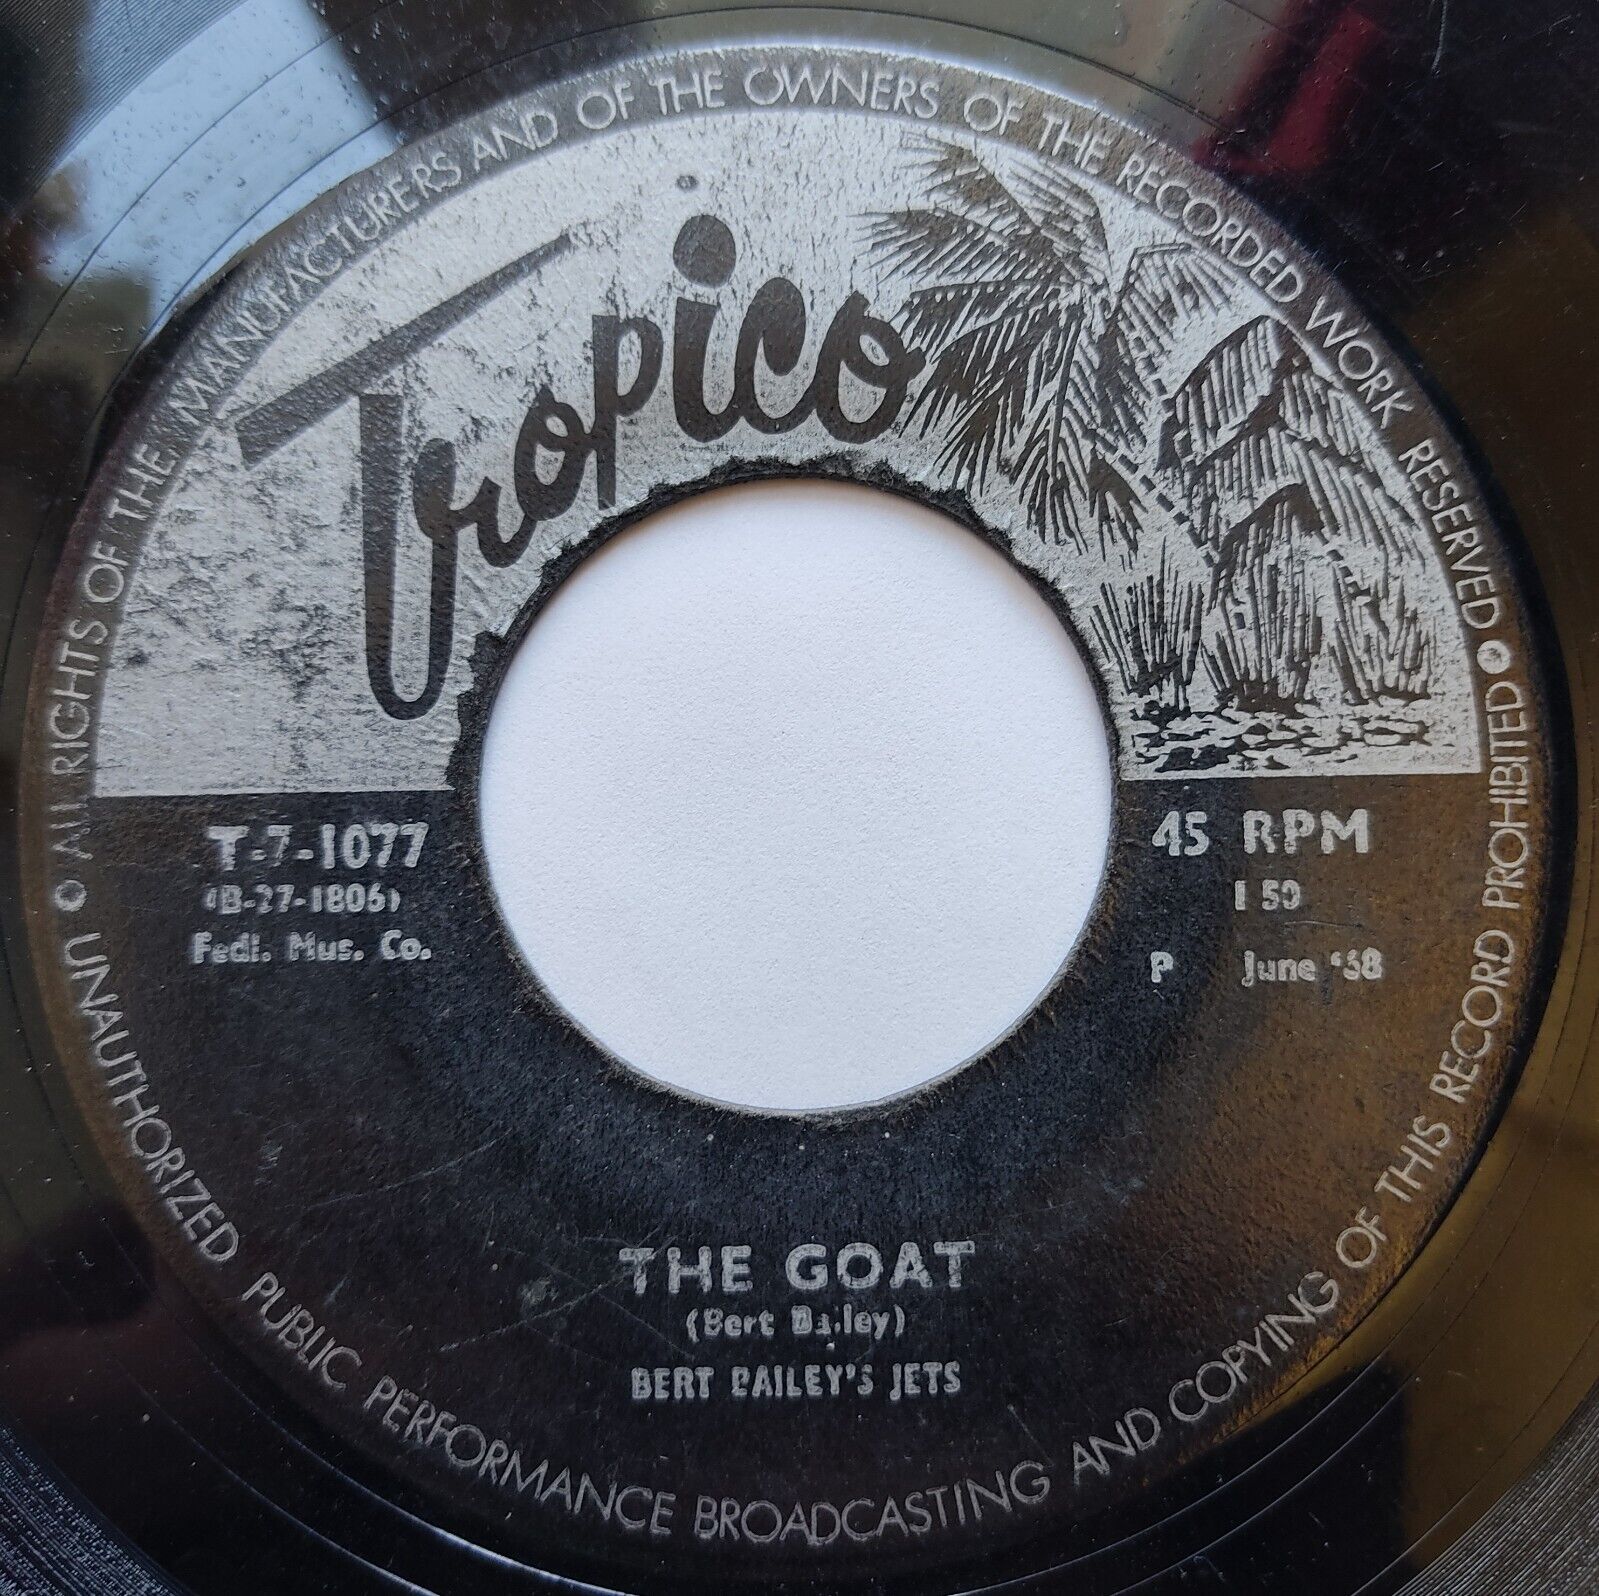 ● ALL RIGHTS OF THE MANUFACTURERS AND OF THE OWNERS OF THE RECORDED WORK RESERVED ●
Tropico
T-7-1077
(B-27-1806)
Fedl. Mus. Co.
45 RPM
1 50
P June '68
THE GOAT
(Bert Bailey)
BERT BAILEY'S JETS
UNAUTHORIZED PUBLIC PERFORMANCE BROADCASTING AND COPYING OF THIS RECORD PROHIBITED